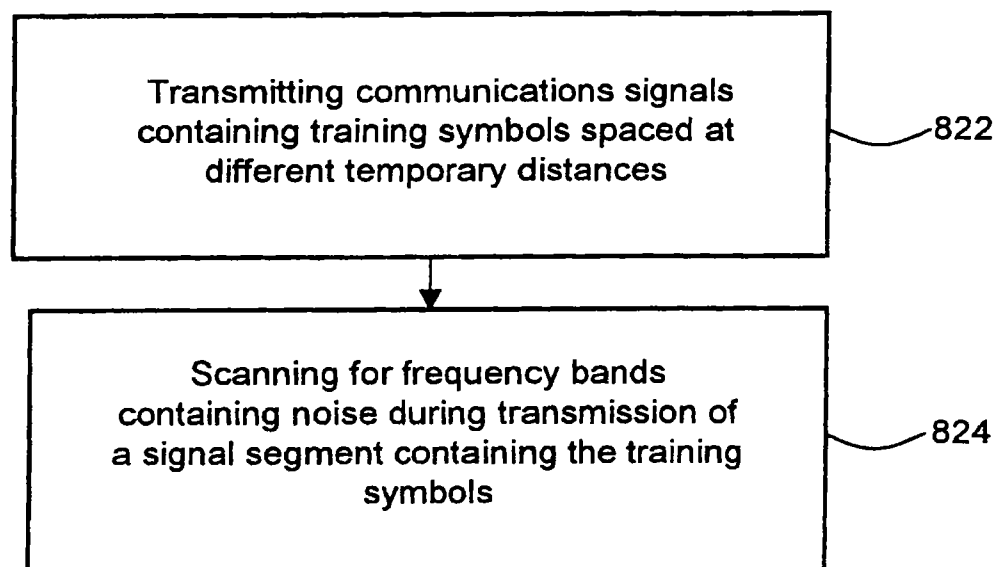 Transmitting communications signals
containing training symbols spaced at
different temporary distances
822
Scanning for frequency bands
containing noise during transmission of
a signal segment containing the training
symbols
824